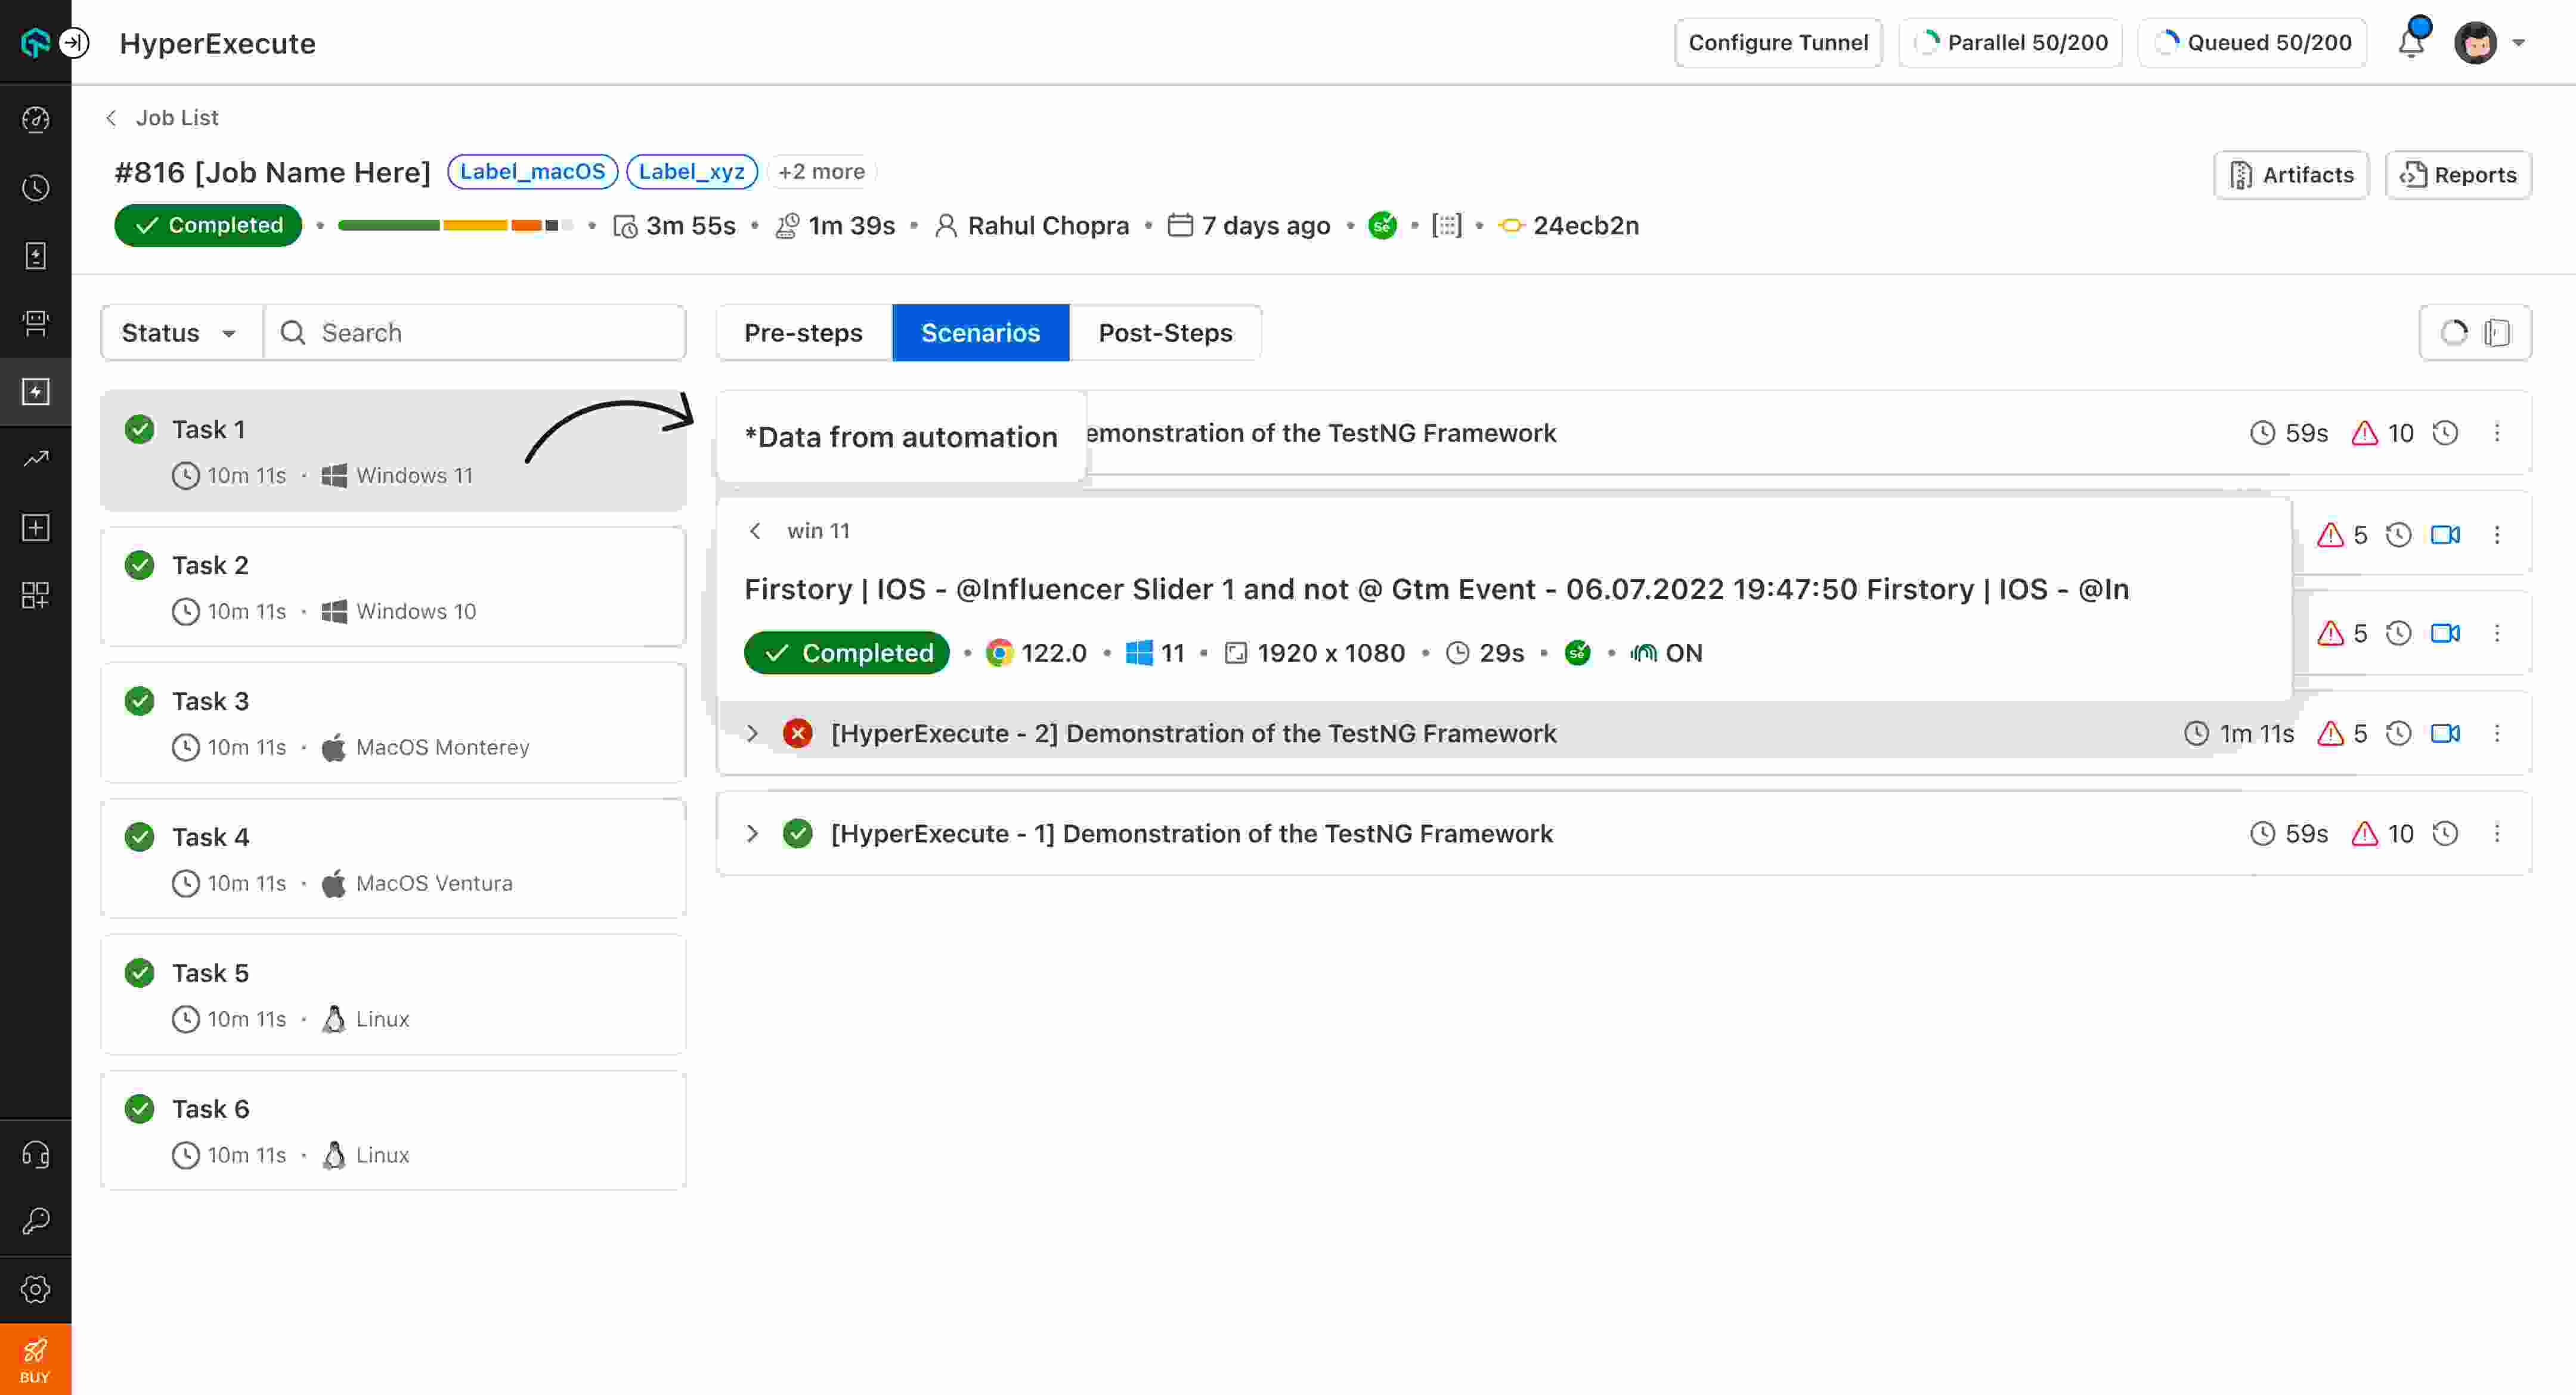 HyperExecute
Configure Tunnel
Parallel 50/200
Queued 50/200
Job List
#816 [Job Name Here] Label_macOS Label_xyz +2 more
Artifacts
Reports
Completed • 3m 55s • 1m 39s • Rahul Chopra • 7 days ago • Se • • 24ecb2n
Status
Search
Pre-steps
Scenarios
Post-Steps
Task 1
10m 11s · Windows 11
Task 2
10m 11s · Windows 10
Task 3
10m 11s · MacOS Monterey
Task 4
10m 11s · MacOS Ventura
Task 5
10m 11s · Linux
Task 6
10m 11s · Linux
*Data from automation
emonstration of the TestNG Framework
59s 10
5
5
win 11
Firstory | IOS - @Influencer Slider 1 and not @ Gtm Event - 06.07.2022 19:47:50 Firstory | IOS - @In
Completed • 122.0 • 11 • 1920 x 1080 • 29s • Se • ON
[HyperExecute - 2] Demonstration of the TestNG Framework
1m 11s 5
[HyperExecute - 1] Demonstration of the TestNG Framework
59s 10
BUY